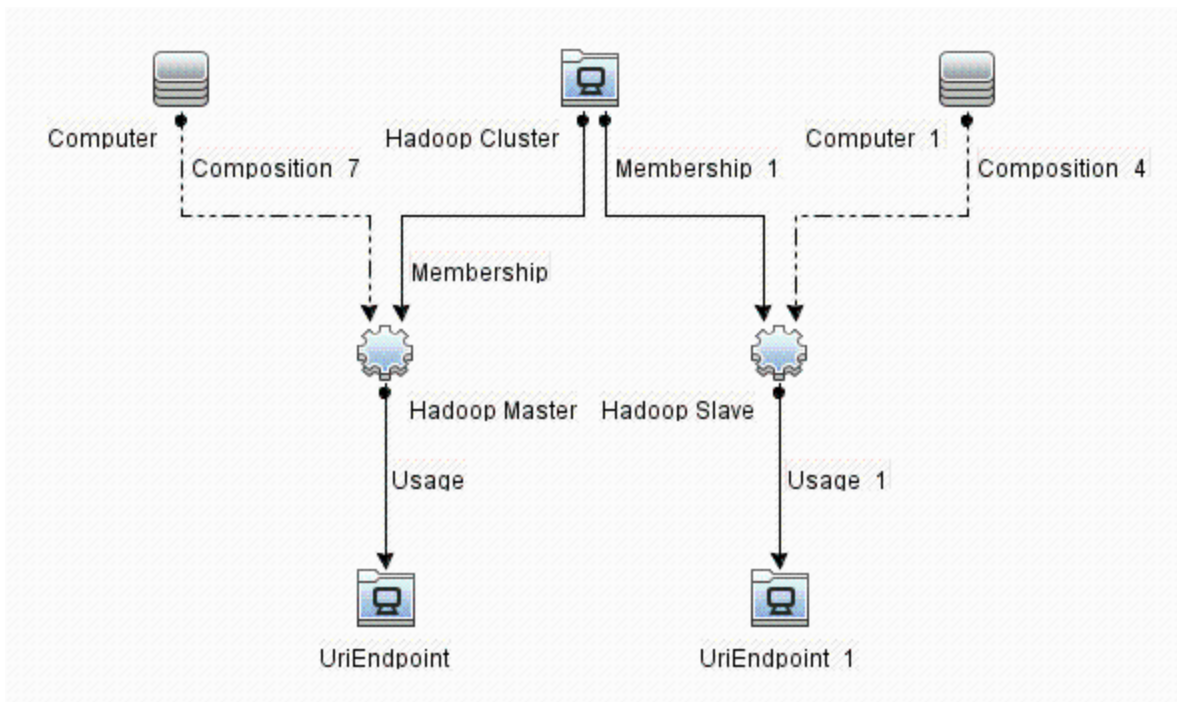 Computer
Hadoop Cluster
Computer 1
Composition 7
Membership 1
Composition 4
Membership
Hadoop Master
Hadoop Slave
Usage
Usage 1
UriEndpoint
UriEndpoint 1